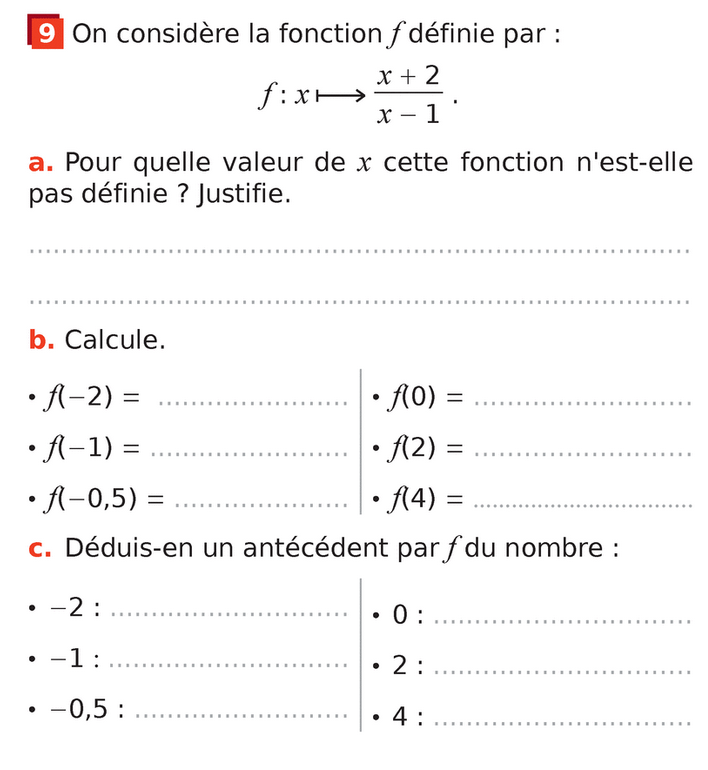 9 On considère la fonction f définie par :
f : x ⟼ (x + 2)/(x − 1) .
a. Pour quelle valeur de x cette fonction n'est-elle
pas définie ? Justifie.
b. Calcule.
• f(−2) = ........................
• f(−1) = ........................
• f(−0,5) = ........................
• f(0) = ........................
• f(2) = ........................
• f(4) = ........................
c. Déduis-en un antécédent par f du nombre :
• −2 : ........................
• −1 : ........................
• −0,5 : ........................
• 0 : ........................
• 2 : ........................
• 4 : ........................